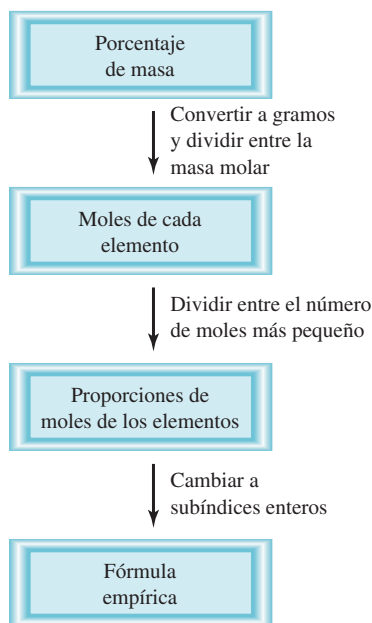 Porcentaje
de masa
Convertir a gramos
y dividir entre la
masa molar
Moles de cada
elemento
Dividir entre el número
de moles más pequeño
Proporciones de
moles de los elementos
Cambiar a
subíndices enteros
Fórmula
empírica